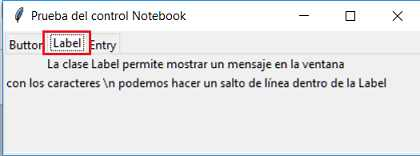 Prueba del control Notebook
Button Label Entry
La clase Label permite mostrar un mensaje en la ventana
con los caracteres \n podemos hacer un salto de línea dentro de la Label